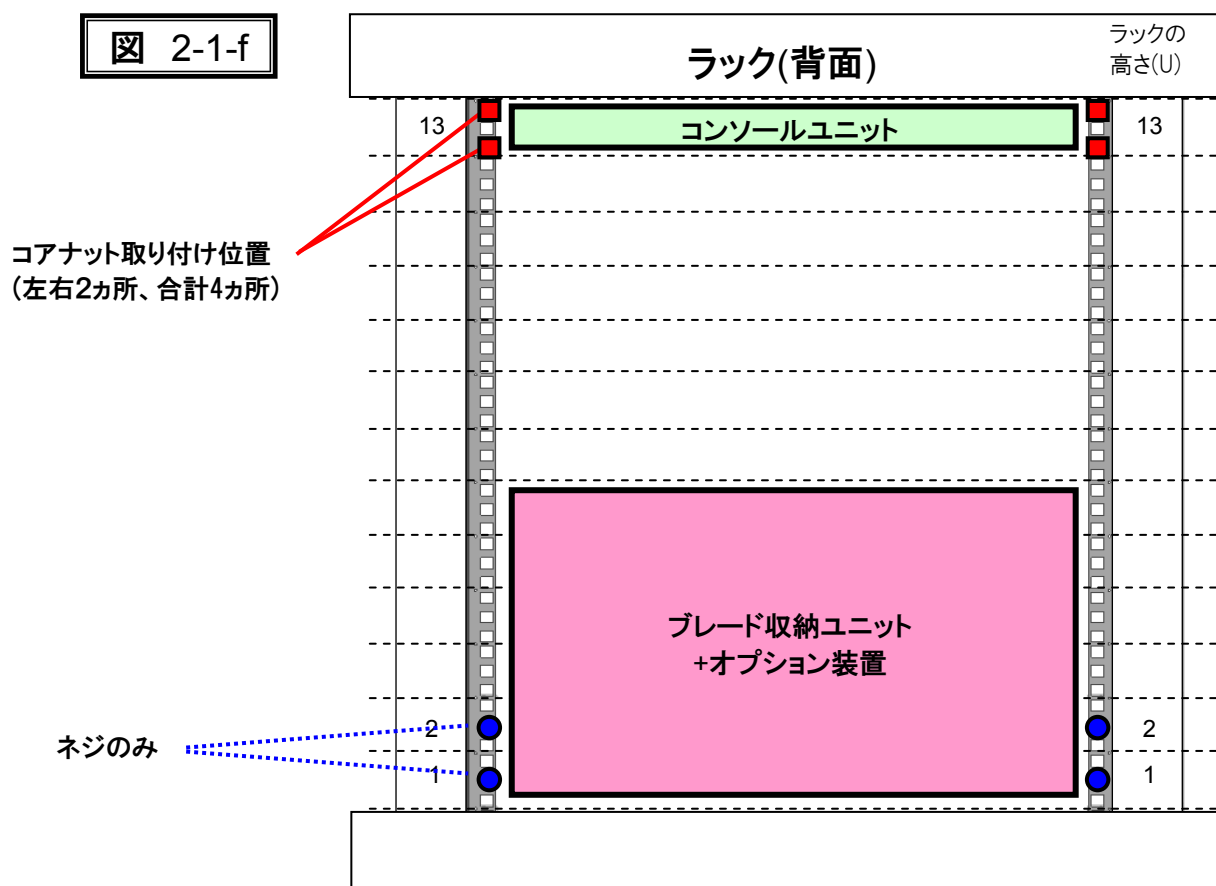 図 2-1-f
ラック(背面)
ラックの
高さ(U)
13
コンソールユニット
13
コアナット取り付け位置
(左右2ヵ所、合計4ヵ所)
ブレード収納ユニット
+オプション装置
ネジのみ
2
2
1
1